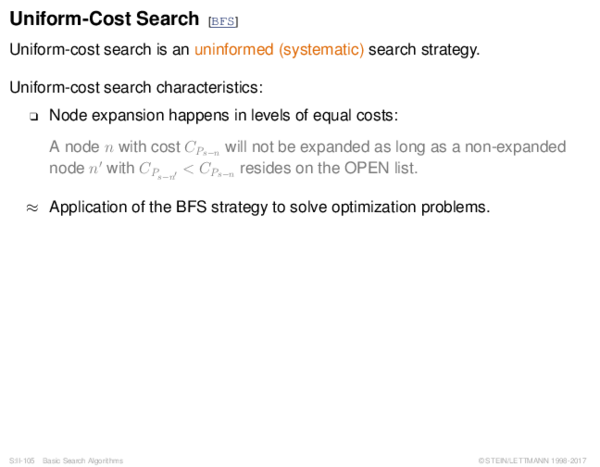 Uniform-Cost Search [BFS]
Uniform-cost search is an uninformed (systematic) search strategy.
Uniform-cost search characteristics:
❑ Node expansion happens in levels of equal costs:
A node n with cost C_{P_{s−n}} will not be expanded as long as a non-expanded
node n′ with C_{P_{s−n′}} < C_{P_{s−n}} resides on the OPEN list.
≈ Application of the BFS strategy to solve optimization problems.
S:II-105 Basic Search Algorithms
©STEIN/LETTMANN 1998-2017